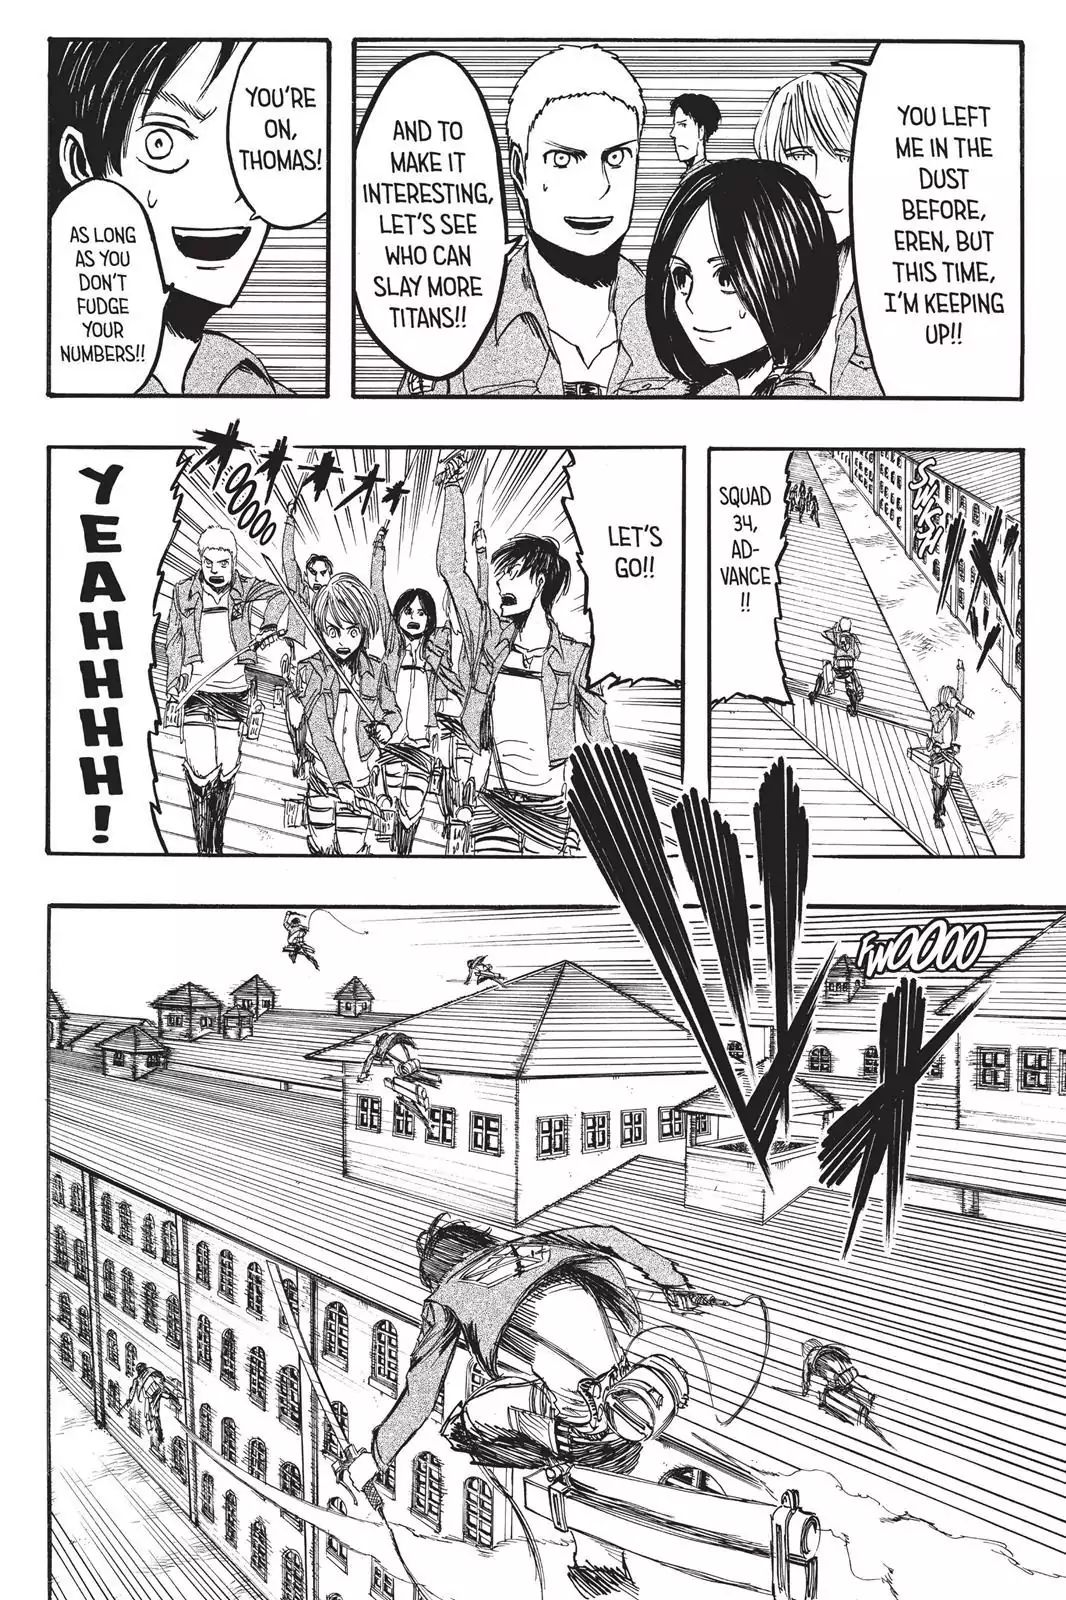 YOU LEFT
ME IN THE
DUST
BEFORE,
EREN, BUT
THIS TIME,
I'M KEEPING
UP!!
AND TO
MAKE IT
INTERESTING,
LET'S SEE
WHO CAN
SLAY MORE
TITANS!!
YOU'RE
ON,
THOMAS!
AS LONG
AS YOU
DON'T
FUDGE
YOUR
NUMBERS!!
SQUAD
34,
AD-
VANCE
!!
LET'S
GO!!
YEAHHHHH!
FWOOOO